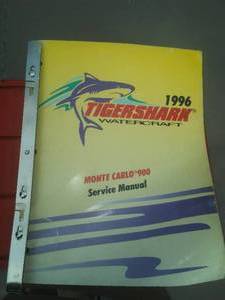 1996
TIGERSHARK
WATERCRAFT
MONTE CARLO 900
Service Manual